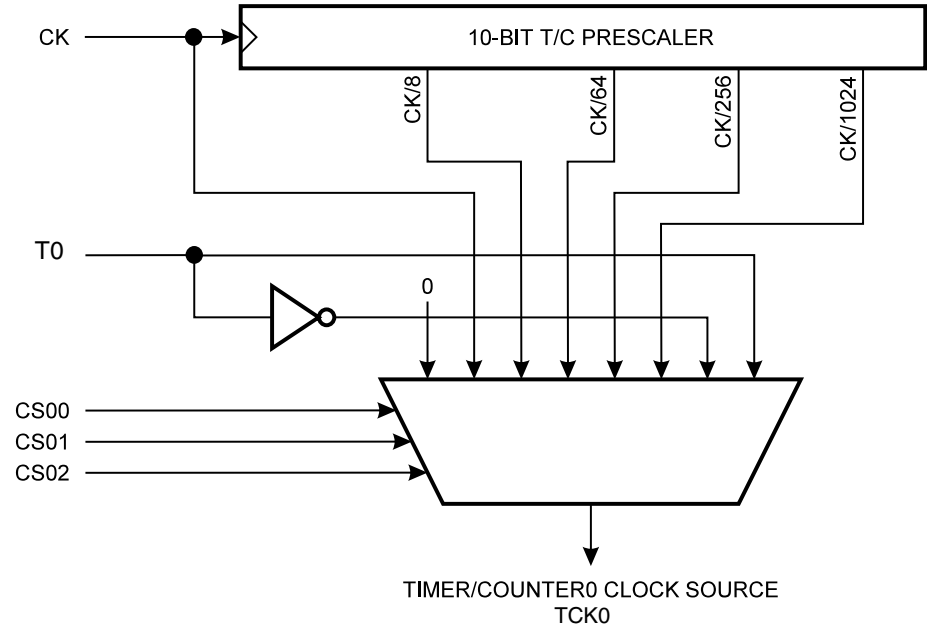 CK
10-BIT T/C PRESCALER
CK/8
CK/64
CK/256
CK/1024
T0
0
CS00
CS01
CS02
TIMER/COUNTER0 CLOCK SOURCE
TCK0